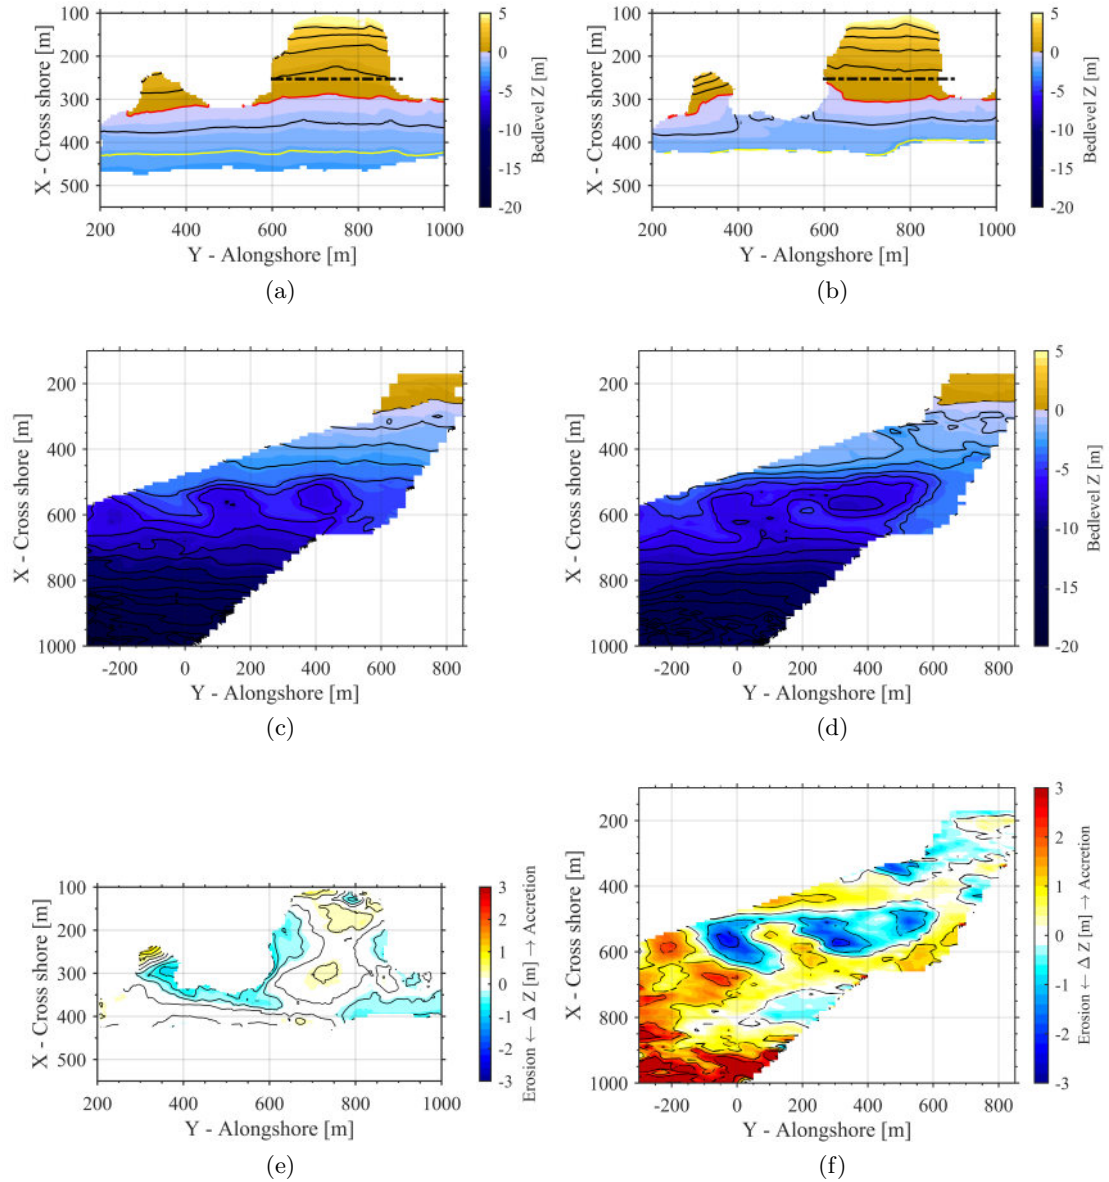 100
200
300
400
500
X - Cross shore [m]
200 400 600 800 1000
Y - Alongshore [m]
5
0
-5
-10
-15
-20
Bedlevel Z [m]
(a)
100
200
300
400
500
X - Cross shore [m]
200 400 600 800 1000
Y - Alongshore [m]
5
0
-5
-10
-15
-20
Bedlevel Z [m]
(b)
200
400
600
800
1000
X - Cross shore [m]
-200 0 200 400 600 800
Y - Alongshore [m]
(c)
200
400
600
800
1000
X - Cross shore [m]
-200 0 200 400 600 800
Y - Alongshore [m]
5
0
-5
-10
-15
-20
Bedlevel Z [m]
(d)
100
200
300
400
500
X - Cross shore [m]
200 400 600 800 1000
Y - Alongshore [m]
3
2
1
0
-1
-2
-3
Erosion ← Δ Z [m] → Accretion
(e)
200
400
600
800
1000
X - Cross shore [m]
-200 0 200 400 600 800
Y - Alongshore [m]
3
2
1
0
-1
-2
-3
Erosion ← Δ Z [m] → Accretion
(f)